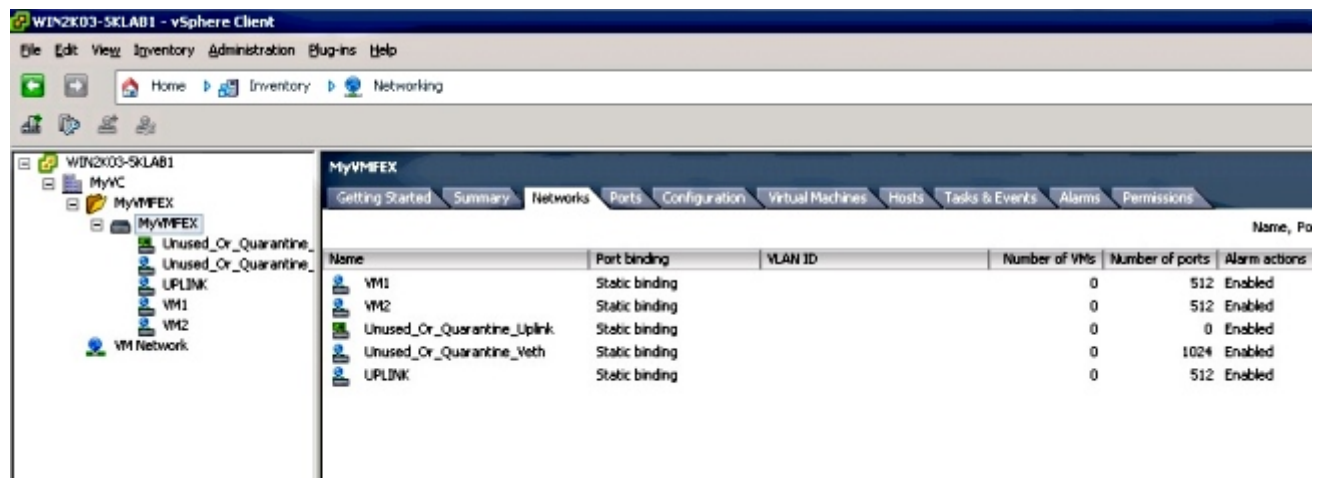 WIN2K03-SKLAB1 - vSphere Client
File Edit View Inventory Administration Plug-ins Help
Home Inventory Networking
WIN2K03-SKLAB1
MyVC
MyVMFEX
MyVMFEX
Unused_Or_Quarantine_
Unused_Or_Quarantine_
UPLINK
VM1
VM2
VM Network
MyVMFEX
Getting Started Summary Networks Ports Configuration Virtual Machines Hosts Tasks & Events Alarms Permissions
Name, Po
Name Port binding VLAN ID Number of VMs Number of ports Alarm actions
VM1 Static binding 0 512 Enabled
VM2 Static binding 0 512 Enabled
Unused_Or_Quarantine_Uplink Static binding 0 0 Enabled
Unused_Or_Quarantine_Veth Static binding 0 1024 Enabled
UPLINK Static binding 0 512 Enabled